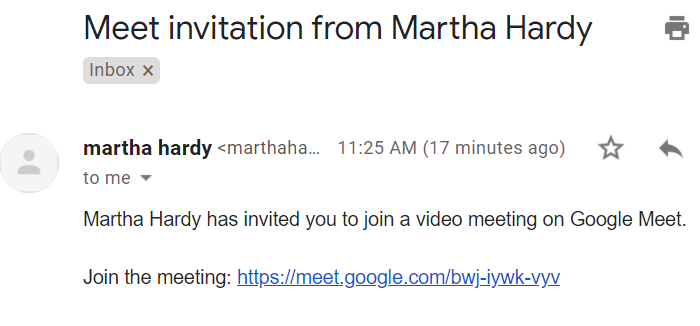 Meet invitation from Martha Hardy
Inbox ×
martha hardy <marthaha... 11:25 AM (17 minutes ago)
to me
Martha Hardy has invited you to join a video meeting on Google Meet.
Join the meeting: https://meet.google.com/bwj-iywk-vyv